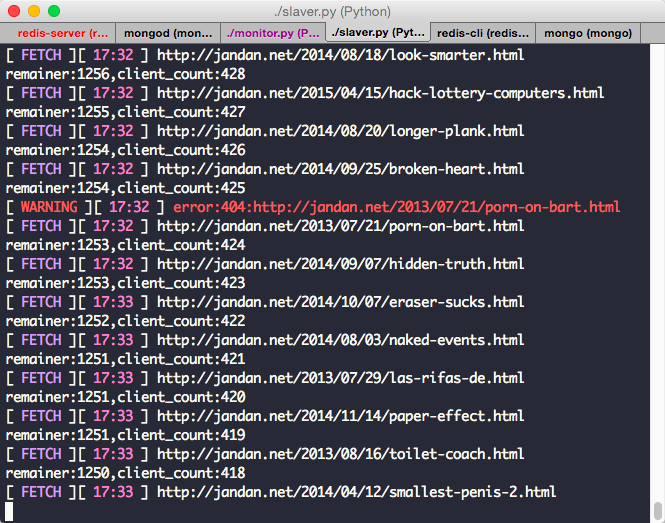 ./slaver.py (Python)
redis-server (r... mongod (mon... ./monitor.py (P... ./slaver.py (Pyt... redis-cli (redis... mongo (mongo)
[ FETCH ][ 17:32 ] http://jandan.net/2014/08/18/look-smarter.html
remainer:1256,client_count:428
[ FETCH ][ 17:32 ] http://jandan.net/2015/04/15/hack-lottery-computers.html
remainer:1255,client_count:427
[ FETCH ][ 17:32 ] http://jandan.net/2014/08/20/longer-plank.html
remainer:1254,client_count:426
[ FETCH ][ 17:32 ] http://jandan.net/2014/09/25/broken-heart.html
remainer:1254,client_count:425
[ WARNING ][ 17:32 ] error:404:http://jandan.net/2013/07/21/porn-on-bart.html
[ FETCH ][ 17:32 ] http://jandan.net/2013/07/21/porn-on-bart.html
remainer:1253,client_count:424
[ FETCH ][ 17:32 ] http://jandan.net/2014/09/07/hidden-truth.html
remainer:1253,client_count:423
[ FETCH ][ 17:33 ] http://jandan.net/2014/10/07/eraser-sucks.html
remainer:1252,client_count:422
[ FETCH ][ 17:33 ] http://jandan.net/2014/08/03/naked-events.html
remainer:1251,client_count:421
[ FETCH ][ 17:33 ] http://jandan.net/2013/07/29/las-rifas-de.html
remainer:1251,client_count:420
[ FETCH ][ 17:33 ] http://jandan.net/2014/11/14/paper-effect.html
remainer:1251,client_count:419
[ FETCH ][ 17:33 ] http://jandan.net/2013/08/16/toilet-coach.html
remainer:1250,client_count:418
[ FETCH ][ 17:33 ] http://jandan.net/2014/04/12/smallest-penis-2.html